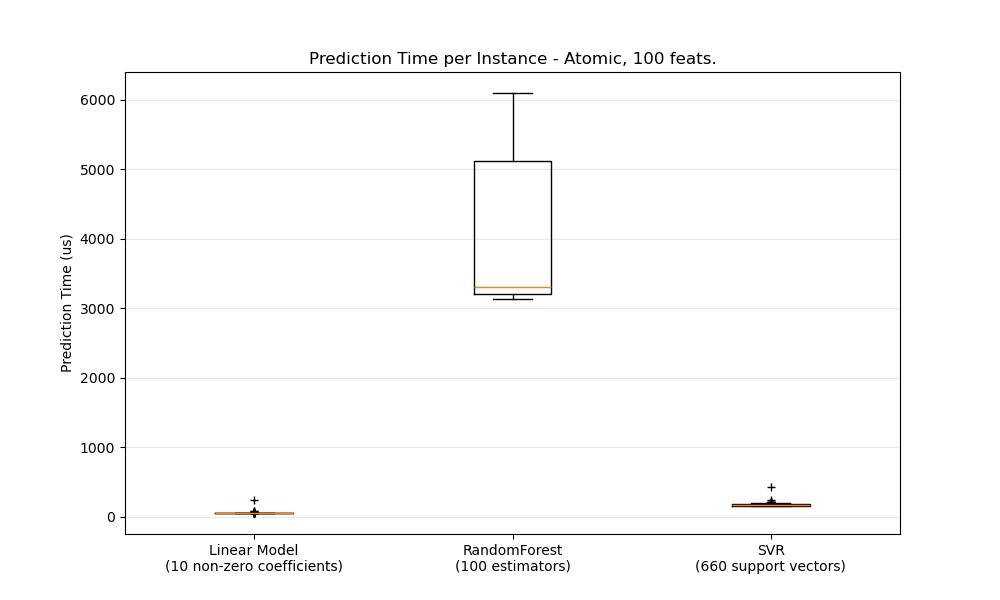 Prediction Time per Instance - Atomic, 100 feats.
Prediction Time (us)
6000
5000
4000
3000
2000
1000
0
Linear Model
(10 non-zero coefficients)
RandomForest
(100 estimators)
SVR
(660 support vectors)